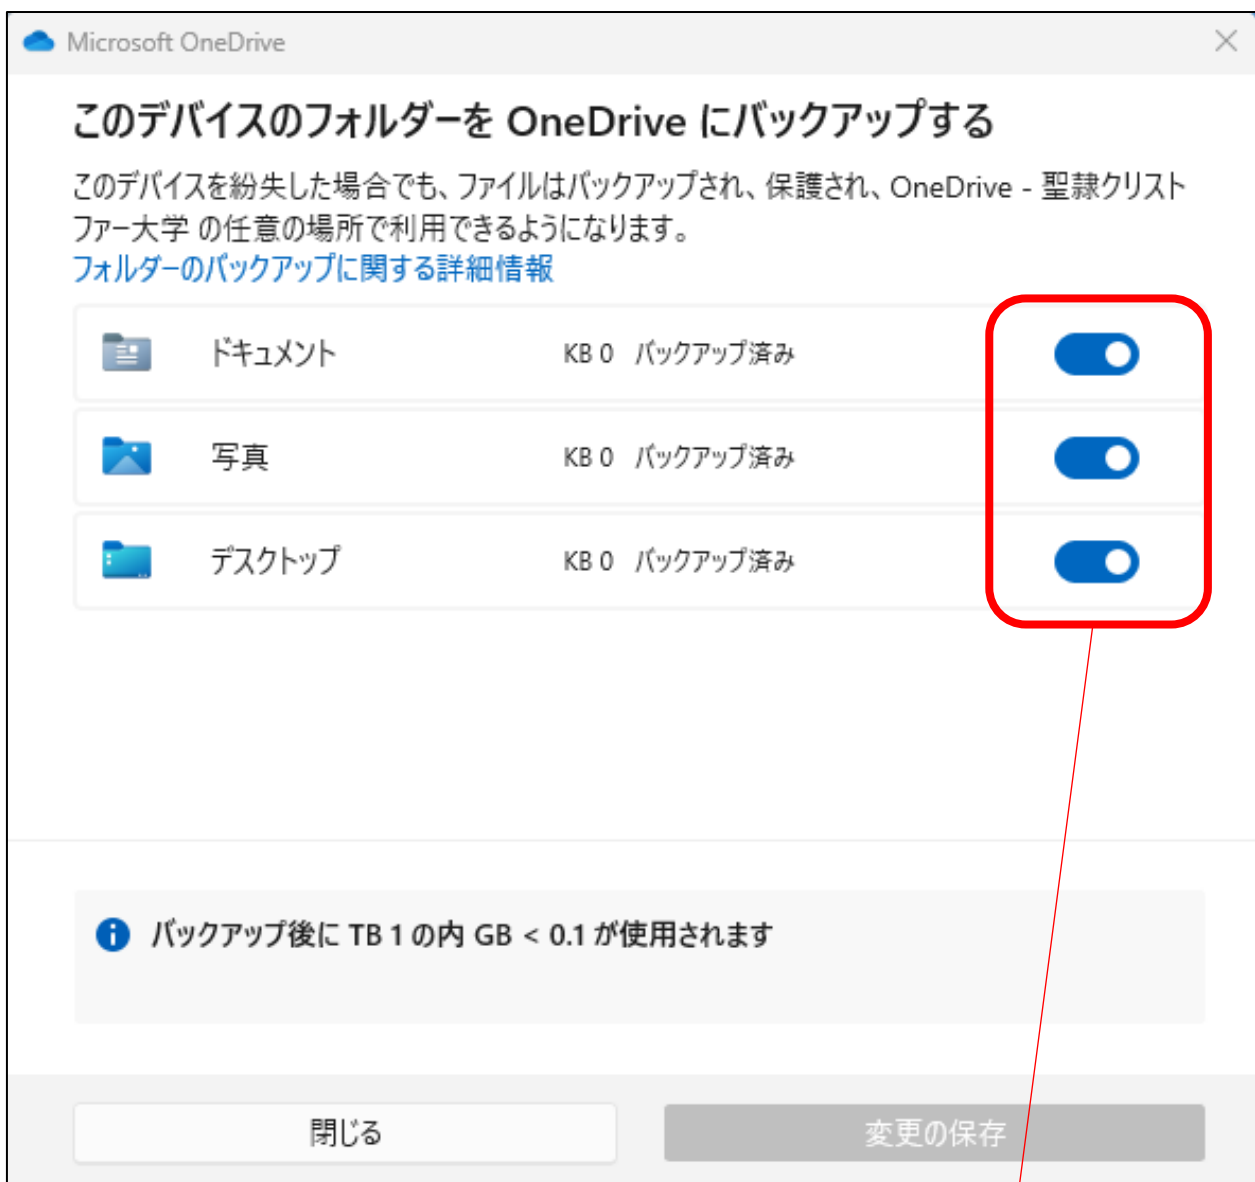 Microsoft OneDrive
このデバイスのフォルダーを OneDrive にバックアップする
このデバイスを紛失した場合でも、ファイルはバックアップされ、保護され、OneDrive - 聖隷クリスト
ファー大学 の任意の場所で利用できるようになります。
フォルダーのバックアップに関する詳細情報
ドキュメント KB 0 バックアップ済み
写真 KB 0 バックアップ済み
デスクトップ KB 0 バックアップ済み
バックアップ後に TB 1 の内 GB < 0.1 が使用されます
閉じる 変更の保存